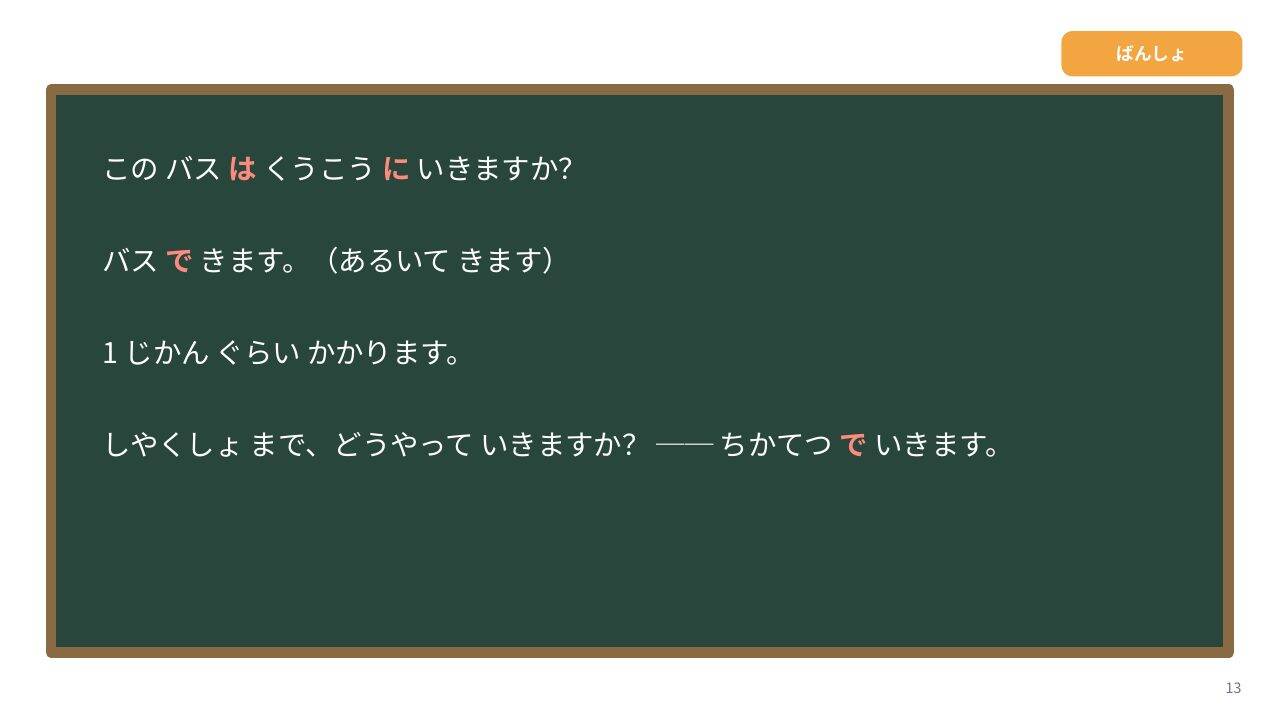 ばんしょ
この バス は くうこう に いきますか?
バス で きます。（あるいて きます）
1 じかん ぐらい かかります。
しやくしょ まで、どうやって いきますか? ── ちかてつ で いきます。
13